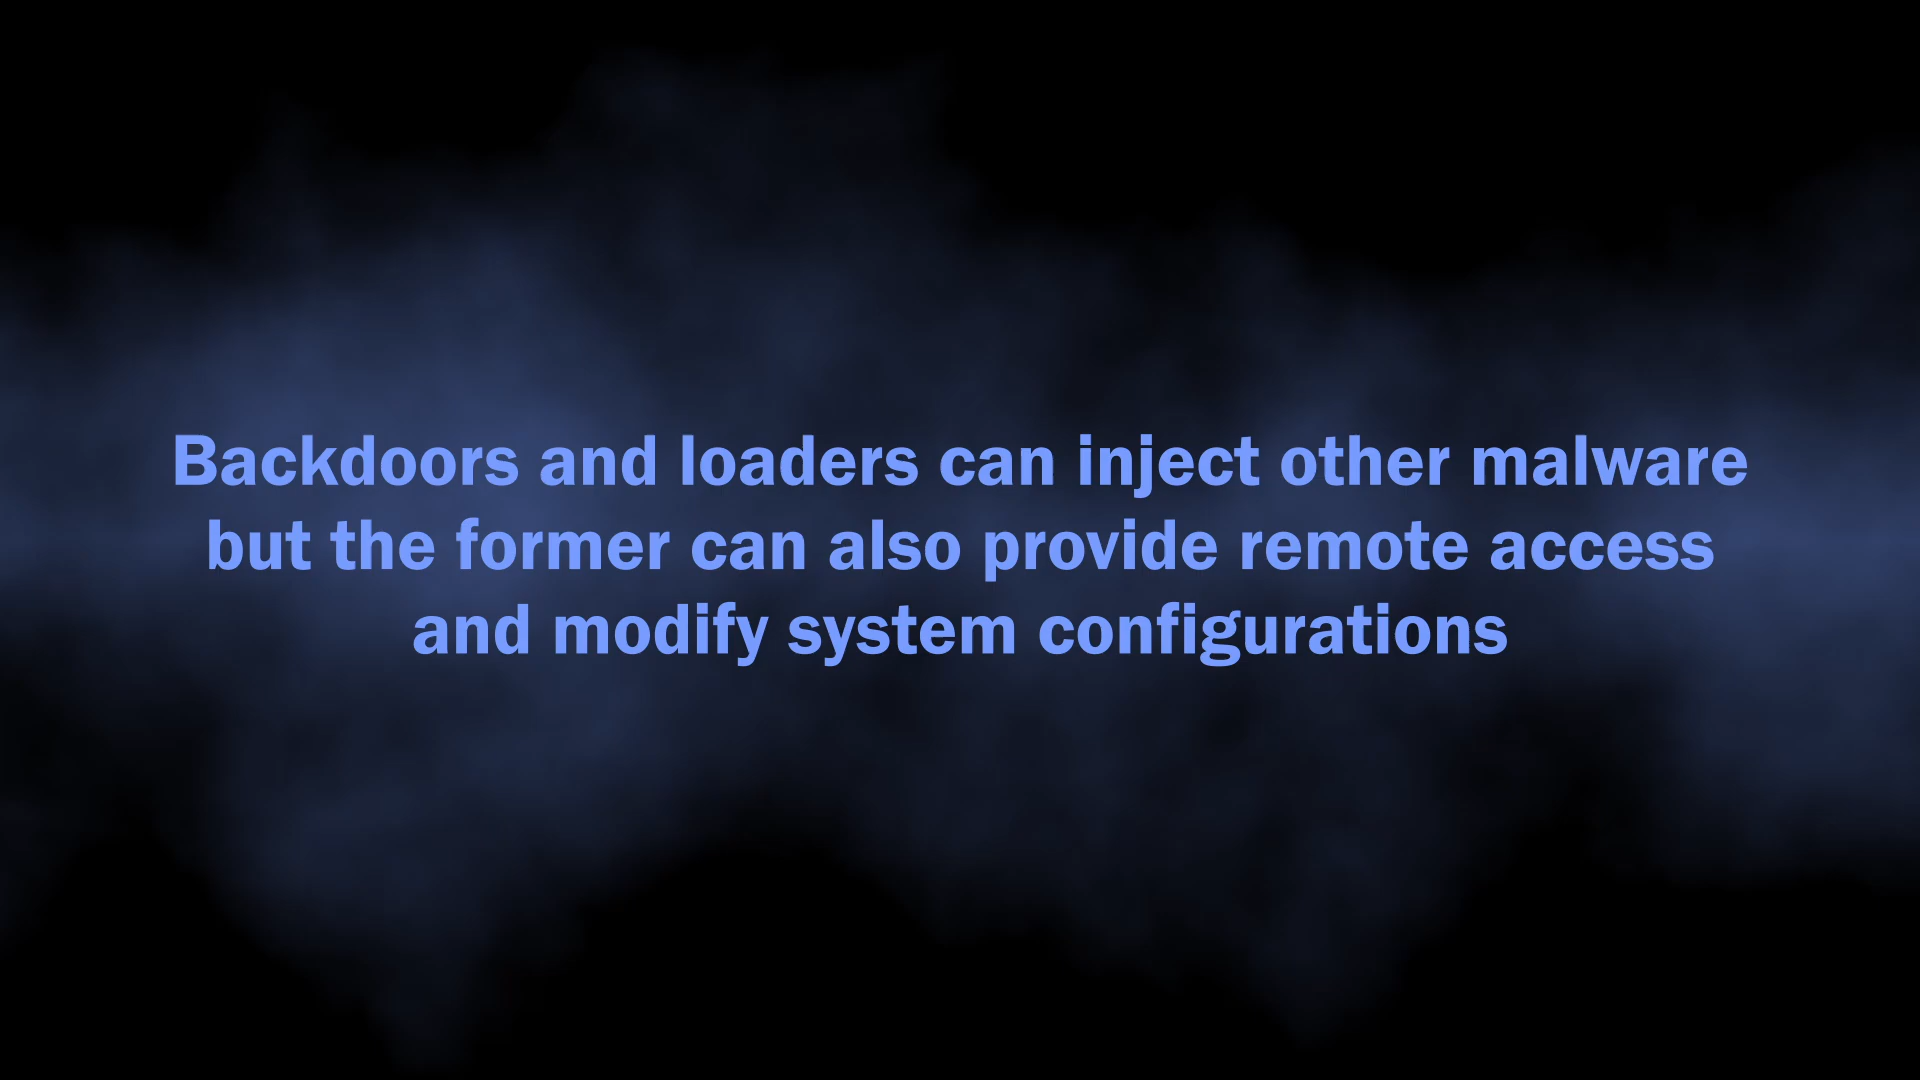 Backdoors and loaders can inject other malware
but the former can also provide remote access
and modify system configurations